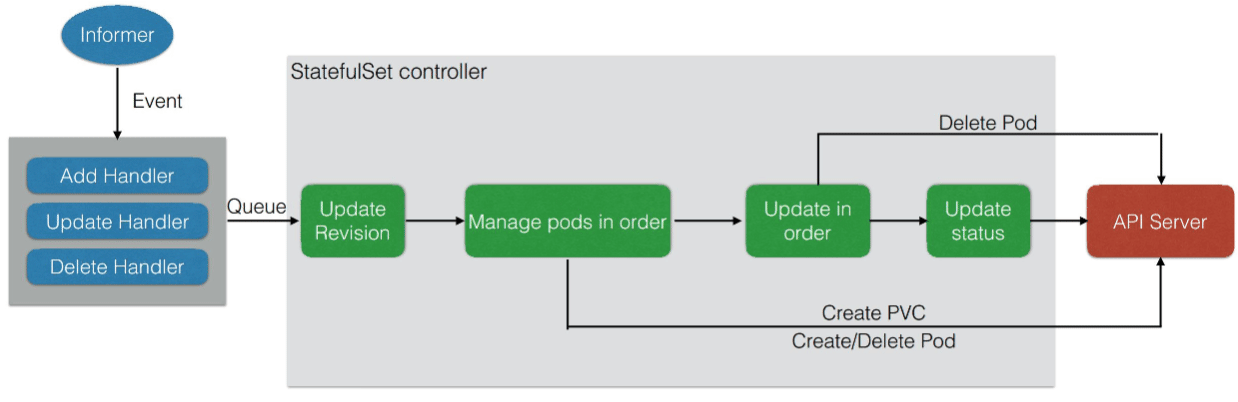 Informer
Event
StatefulSet controller
Add Handler
Update Handler
Delete Handler
Queue
Update
Revision
Manage pods in order
Update in
order
Update
status
Delete Pod
API Server
Create PVC
Create/Delete Pod